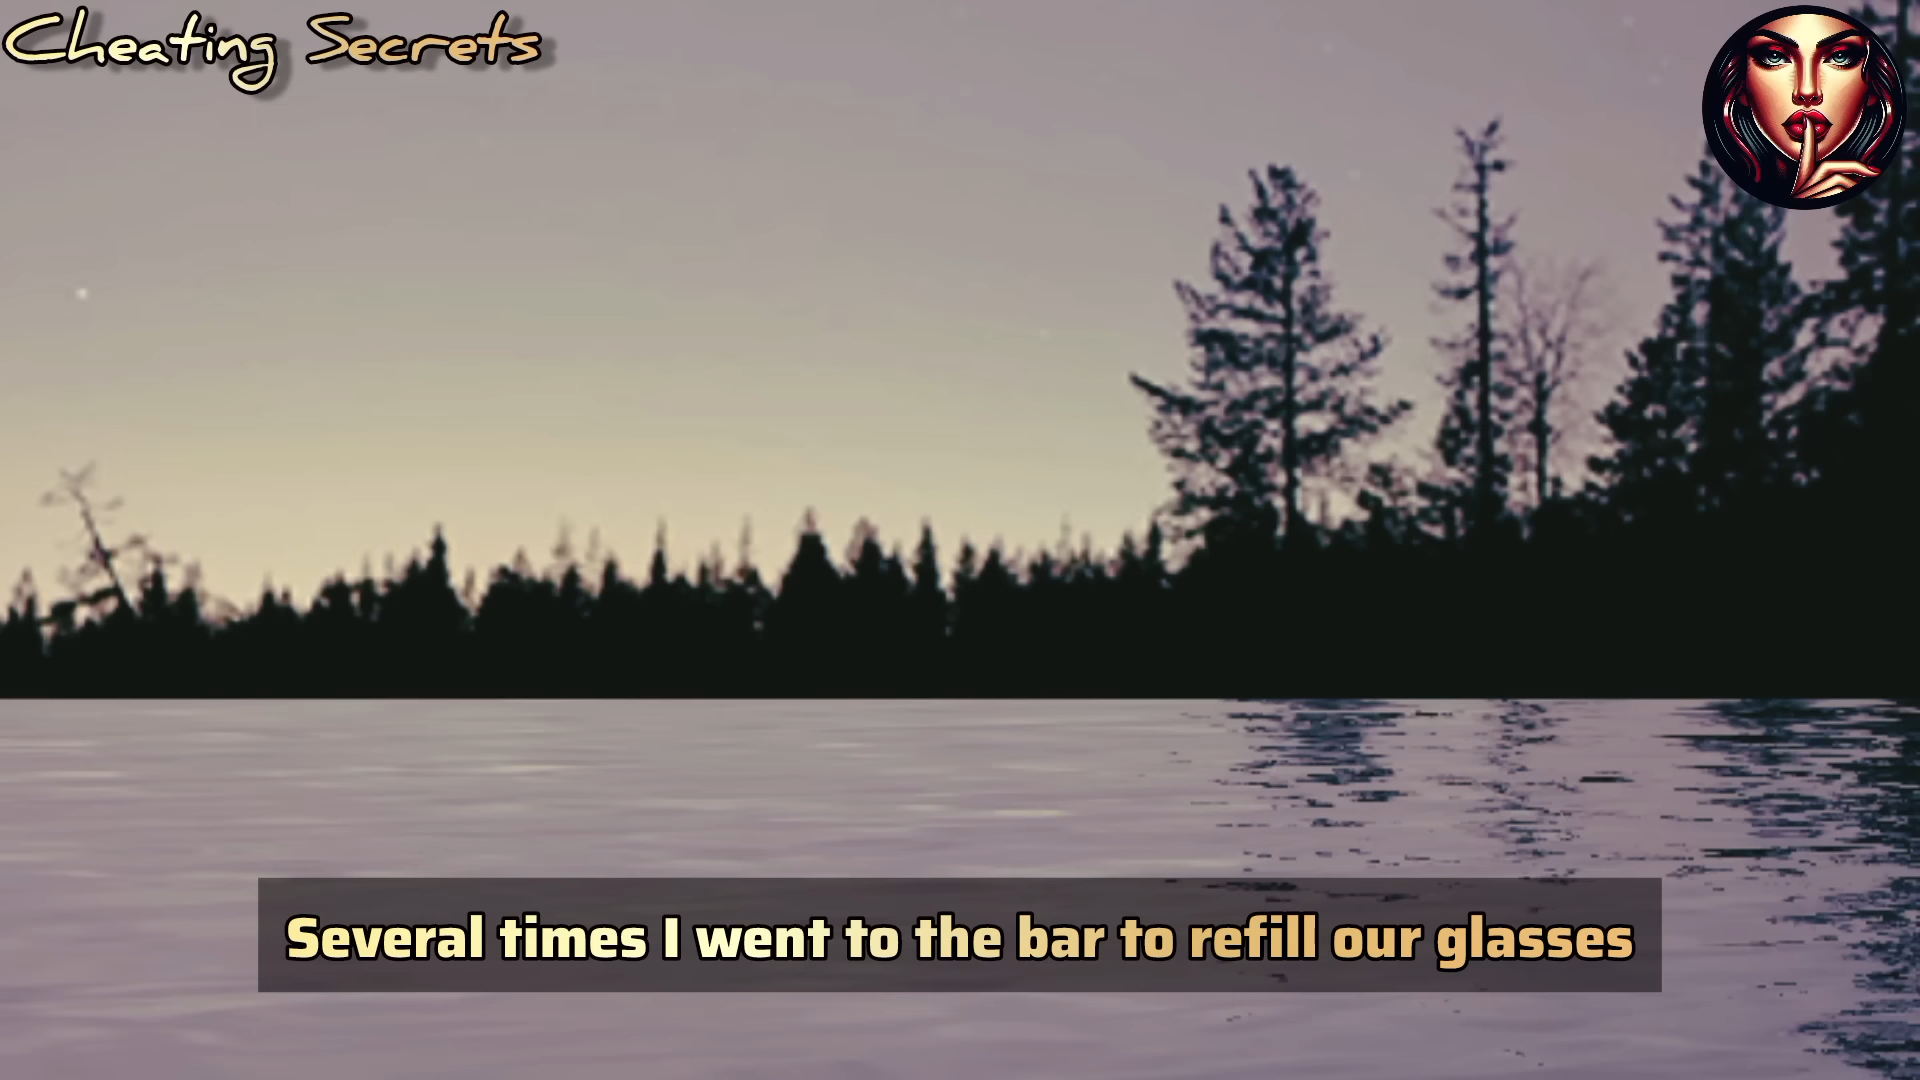 Cheating Secrets
Several times I went to the bar to refill our glasses